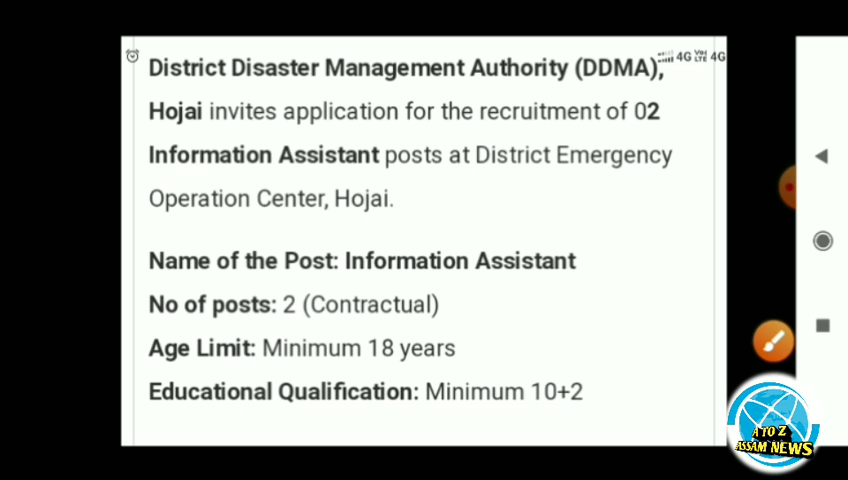 District Disaster Management Authority (DDMA),
4G VoI LTE 4G
Hojai invites application for the recruitment of 02
Information Assistant posts at District Emergency
Operation Center, Hojai.
Name of the Post: Information Assistant
No of posts: 2 (Contractual)
Age Limit: Minimum 18 years
Educational Qualification: Minimum 10+2
A TO Z
ASSAM NEWS